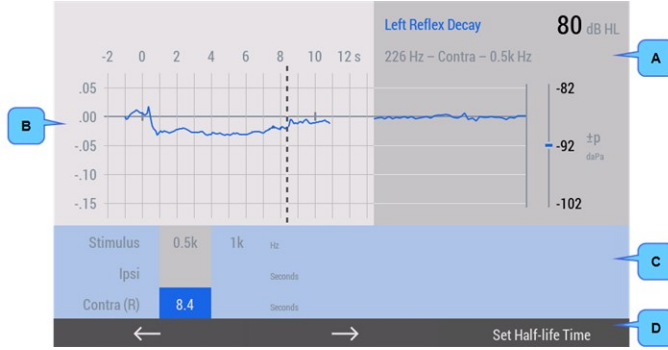 Left Reflex Decay 80 dB HL
226 Hz – Contra – 0.5k Hz
A
-2 0 2 4 6 8 10 12 s
.05
.00
-.05
-.10
-.15
B
-82
-92
-102
±p
daPa
Stimulus 0.5k 1k Hz
Ipsi Seconds
Contra (R) 8.4 Seconds
C
← → Set Half-life Time
D